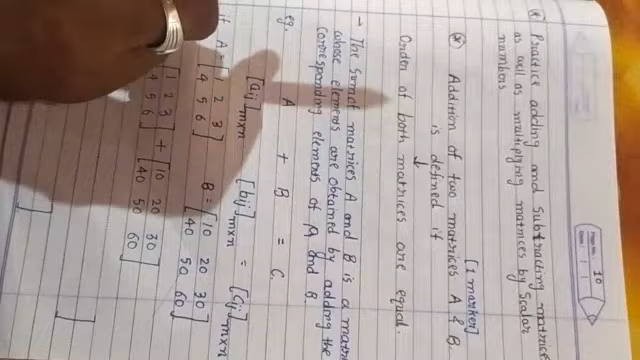 10
(*) Practice adding and Subtracting matrices
as well as multiplying matrices by Scalar
numbers
[1 marker]
(*) Addition of two matrices A & B.
is defined if
↓
Order of both matrices are equal.
→ The Sum of matrices A and B is a
whose elements are obtained by adding the
Corresponding elements of A and B.
eg. A + B = C
[aij]mxn [bij]mxn = [Cij]mxn
If A = [1 2 3 B = [10 20 30
4 5 6] 40 50 60]
[1 2 3 + [10 20 30
4 5 6] 40 50 60]